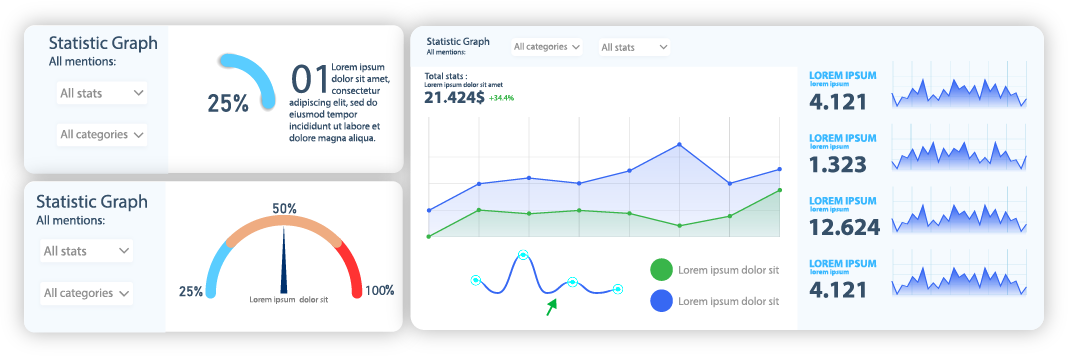 Statistic Graph
All mentions:
All stats
All categories
25%
01
Lorem ipsum
dolor sit amet,
consectetur
adipiscing elit, sed do
eiusmod tempor
incididunt ut labore et
dolore magna aliqua.
Statistic Graph
All mentions:
All stats
All categories
50%
25%
100%
Lorem ipsum dolor sit
Statistic Graph
All mentions:
All categories
All stats
Total stats :
Lorem ipsum dolor sit amet
21.424$ +34.4%
Lorem ipsum dolor sit
Lorem ipsum dolor sit
LOREM IPSUM
lorem ipsum
4.121
LOREM IPSUM
lorem ipsum
1.323
LOREM IPSUM
lorem ipsum
12.624
LOREM IPSUM
lorem ipsum
4.121